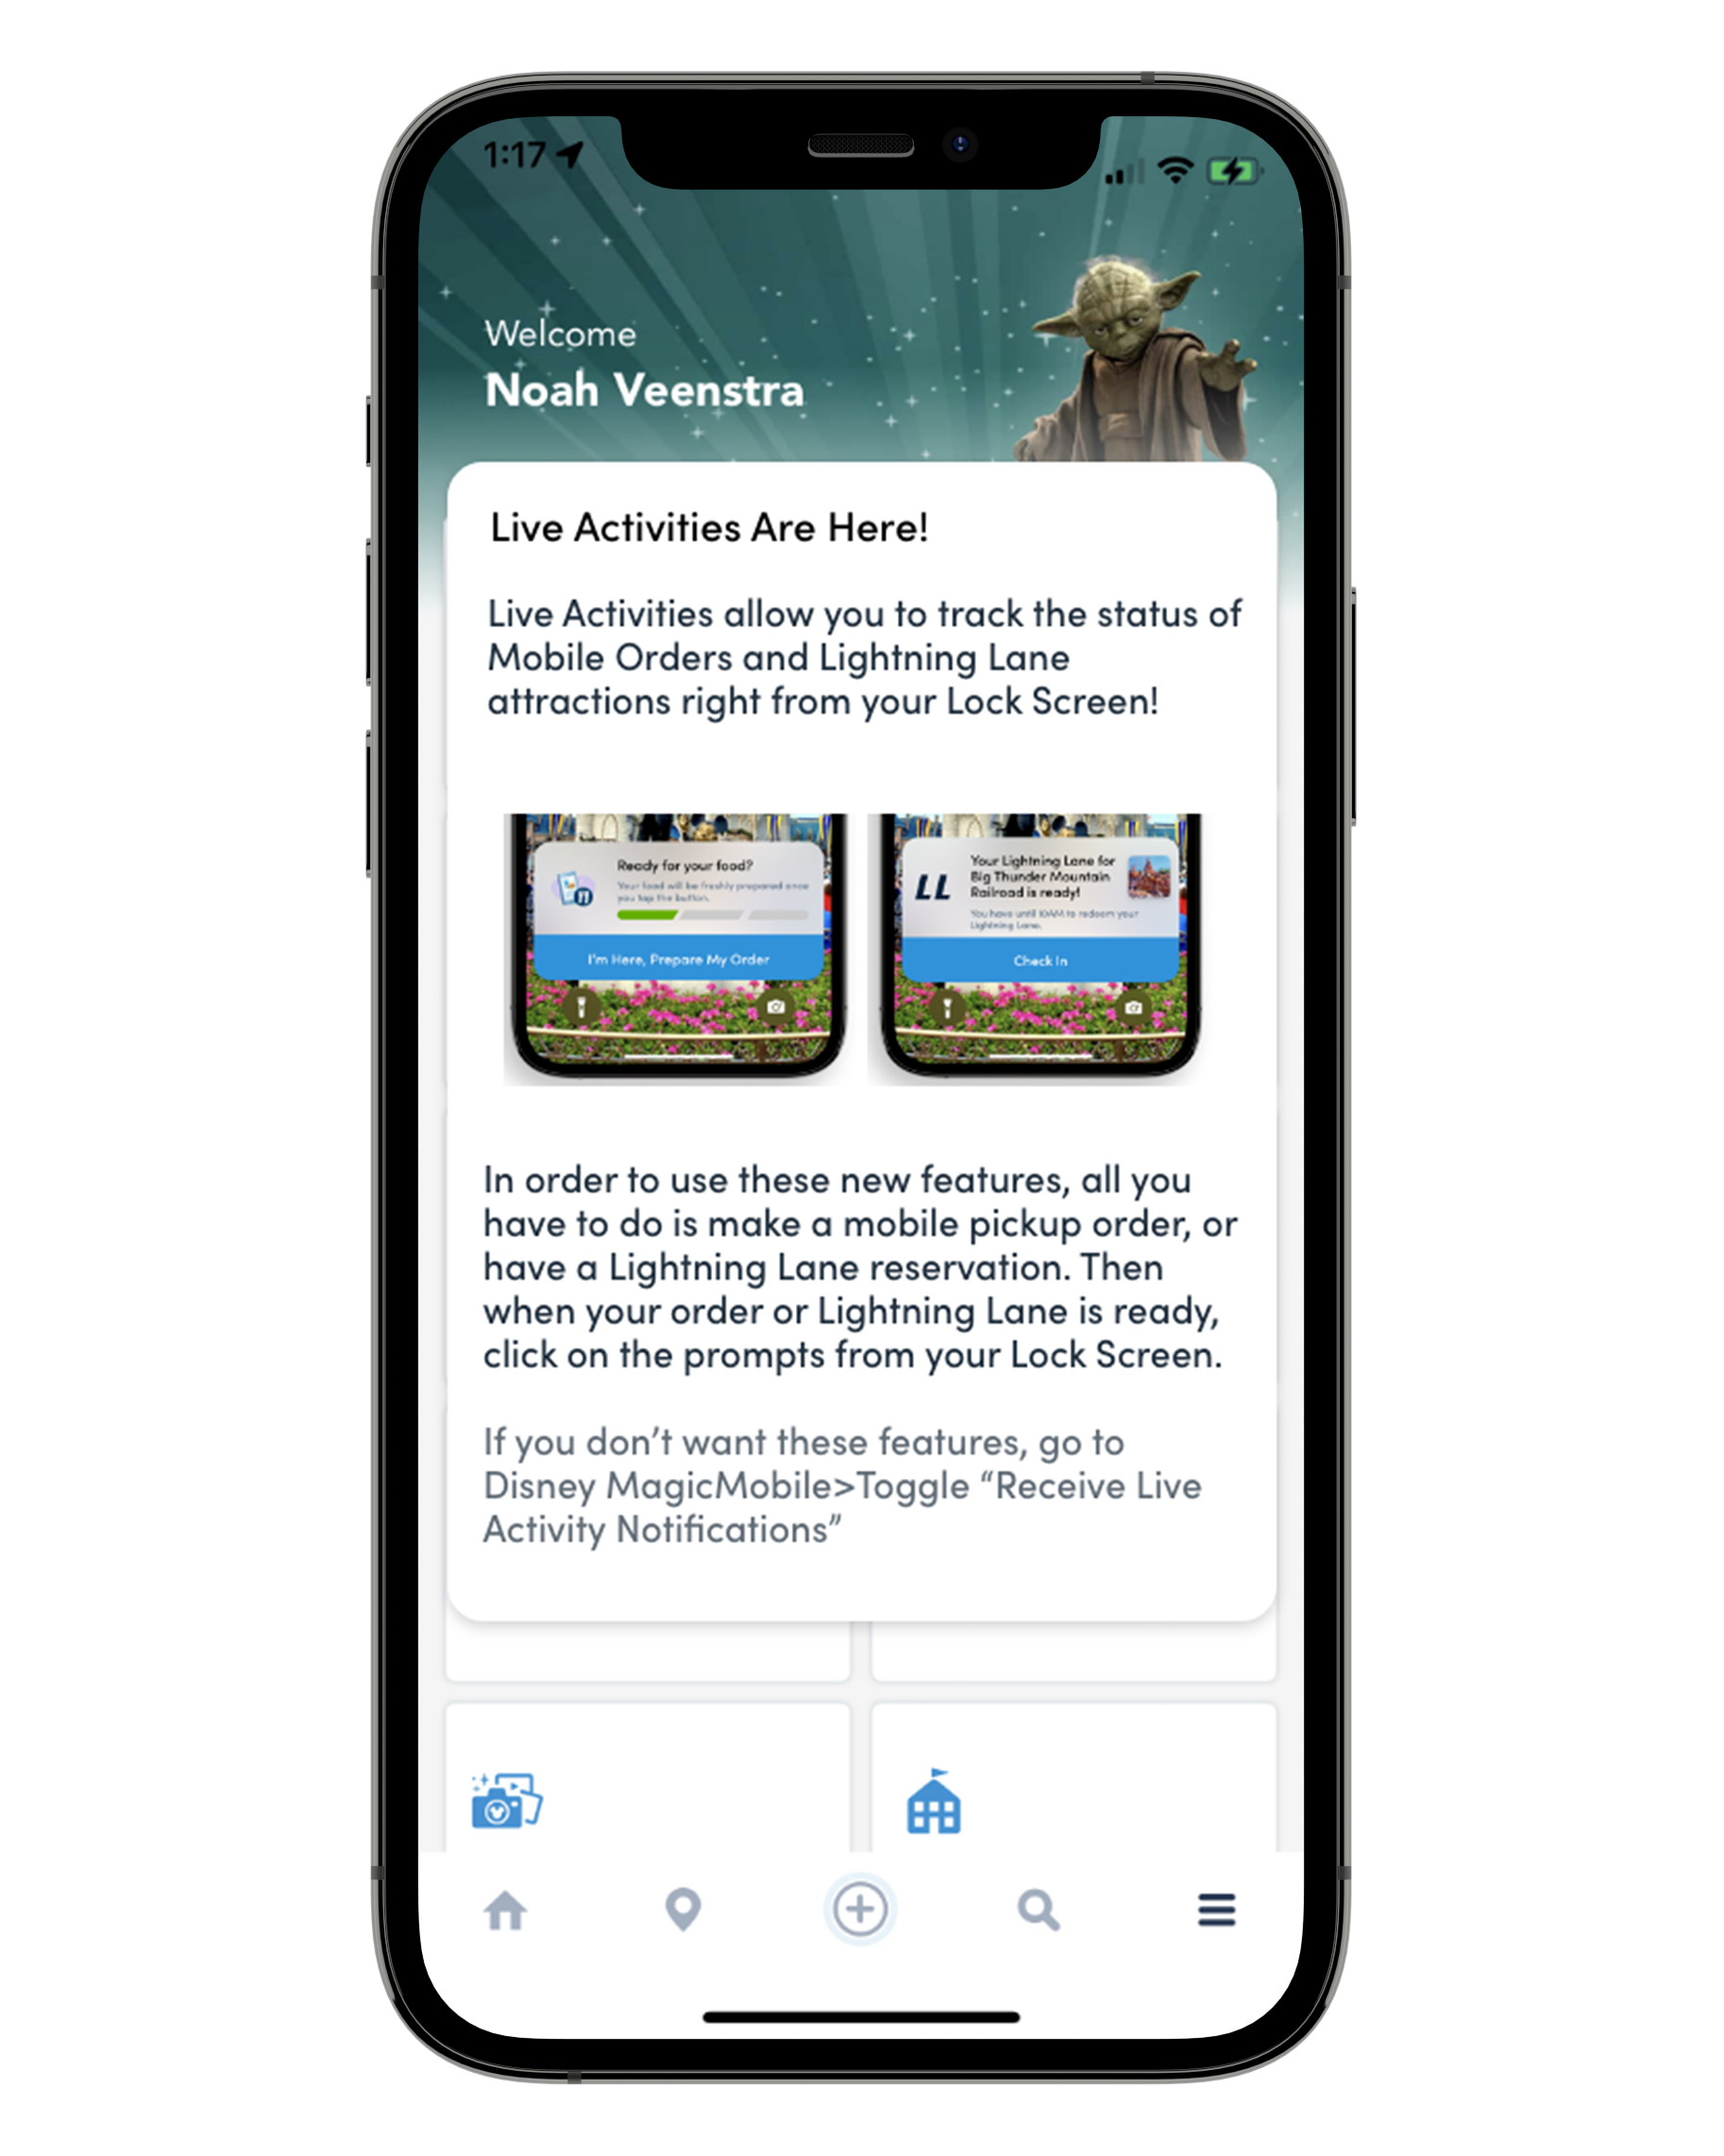 1:17
Welcome
Noah Veenstra
Live Activities Are Here!
Live Activities allow you to track the status of
Mobile Orders and Lightning Lane
attractions right from your Lock Screen!
Ready for your food?
Your food will be freshly prepared once
you tap the button.
I'm Here, Prepare My Order
LL
Your Lightning Lane for
Big Thunder Mountain
Railroad is ready!
You have until 10AM to redeem your
Lightning Lane.
Check In
In order to use these new features, all you
have to do is make a mobile pickup order, or
have a Lightning Lane reservation. Then
when your order or Lightning Lane is ready,
click on the prompts from your Lock Screen.
If you don’t want these features, go to
Disney MagicMobile>Toggle “Receive Live
Activity Notifications”